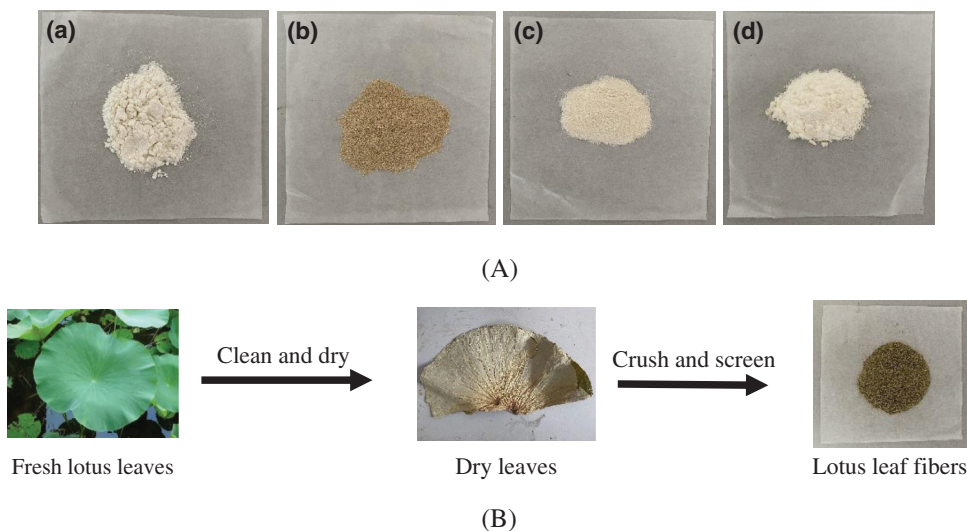 (a)
(b)
(c)
(d)
(A)
Clean and dry
Crush and screen
Fresh lotus leaves
Dry leaves
Lotus leaf fibers
(B)